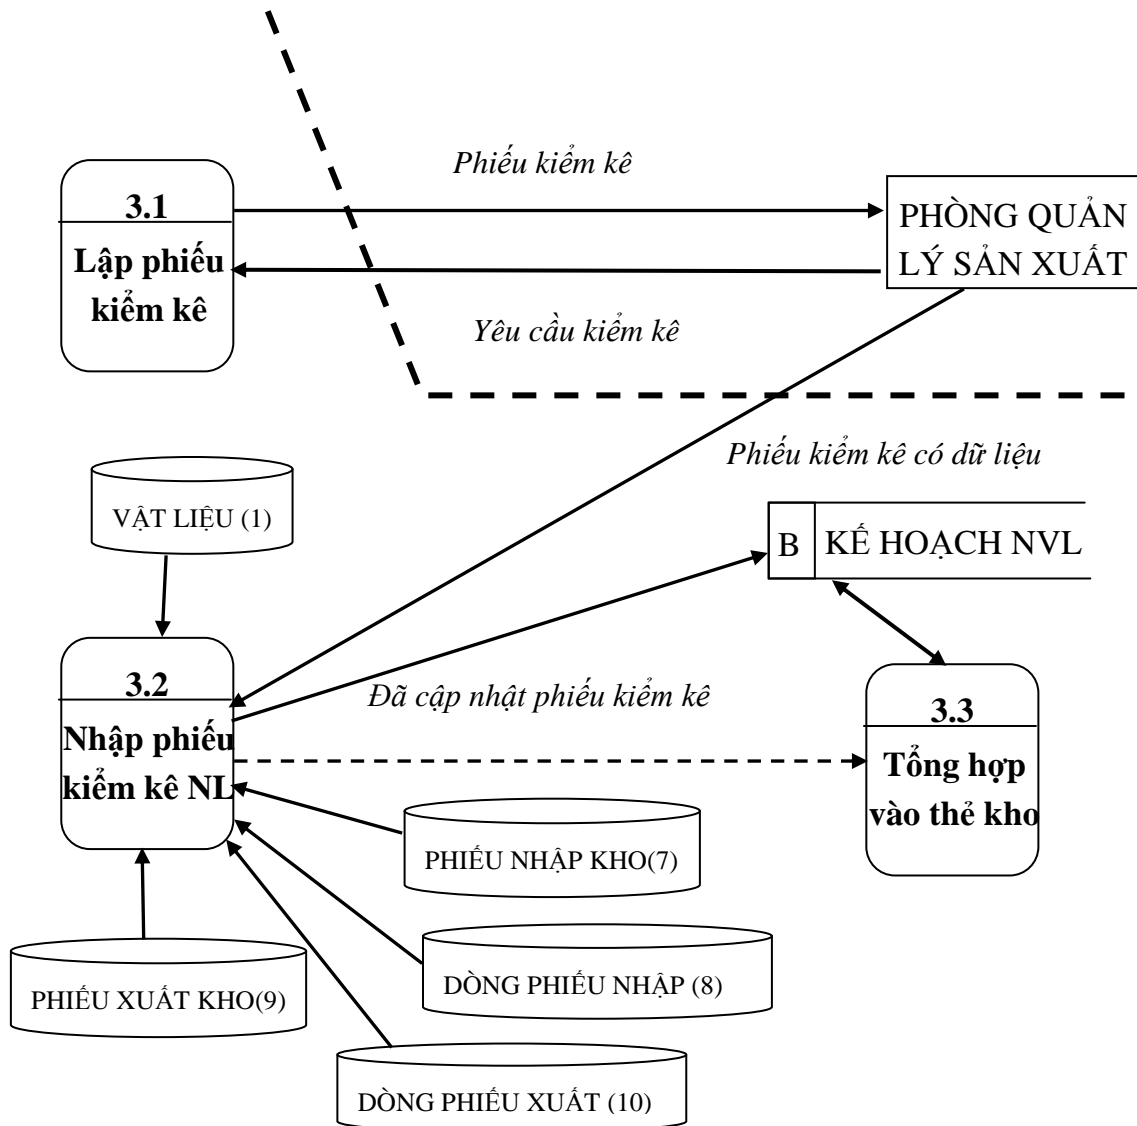 Phiếu kiểm kê
3.1
Lập phiếu
kiểm kê
PHÒNG QUẢN
LÝ SẢN XUẤT
Yêu cầu kiểm kê
Phiếu kiểm kê có dữ liệu
VẬT LIỆU (1)
B
KẾ HOẠCH NVL
3.2
Nhập phiếu
kiểm kê NL
Đã cập nhật phiếu kiểm kê
3.3
Tổng hợp
vào thẻ kho
PHIẾU NHẬP KHO(7)
DÒNG PHIẾU NHẬP (8)
PHIẾU XUẤT KHO(9)
DÒNG PHIẾU XUẤT (10)